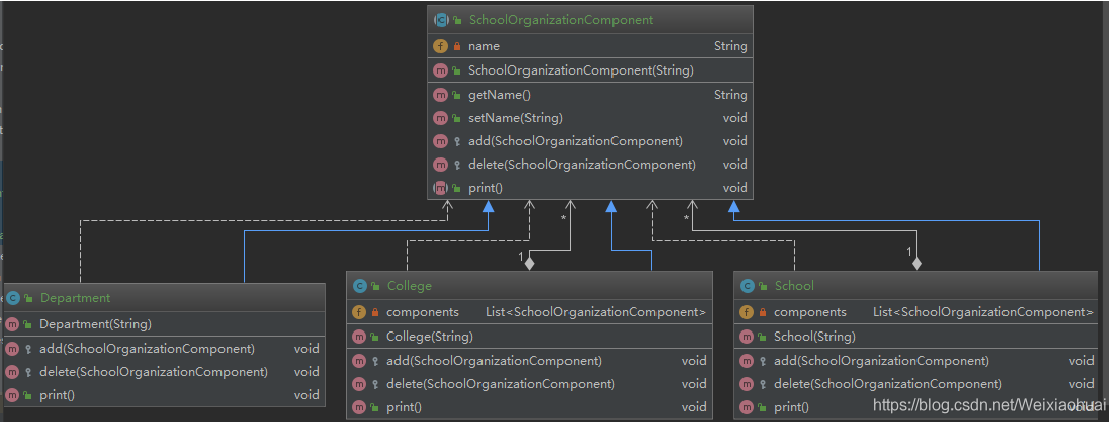 SchoolOrganizationComponent
name String
SchoolOrganizationComponent(String)
getName() String
setName(String) void
add(SchoolOrganizationComponent) void
delete(SchoolOrganizationComponent) void
print() void
* *
1 1
Department
Department(String)
add(SchoolOrganizationComponent) void
delete(SchoolOrganizationComponent) void
print() void
College
components List<SchoolOrganizationComponent>
College(String)
add(SchoolOrganizationComponent) void
delete(SchoolOrganizationComponent) void
print() void
School
components List<SchoolOrganizationComponent>
School(String)
add(SchoolOrganizationComponent) void
delete(SchoolOrganizationComponent) void
print() void
https://blog.csdn.net/Weixiaohuai